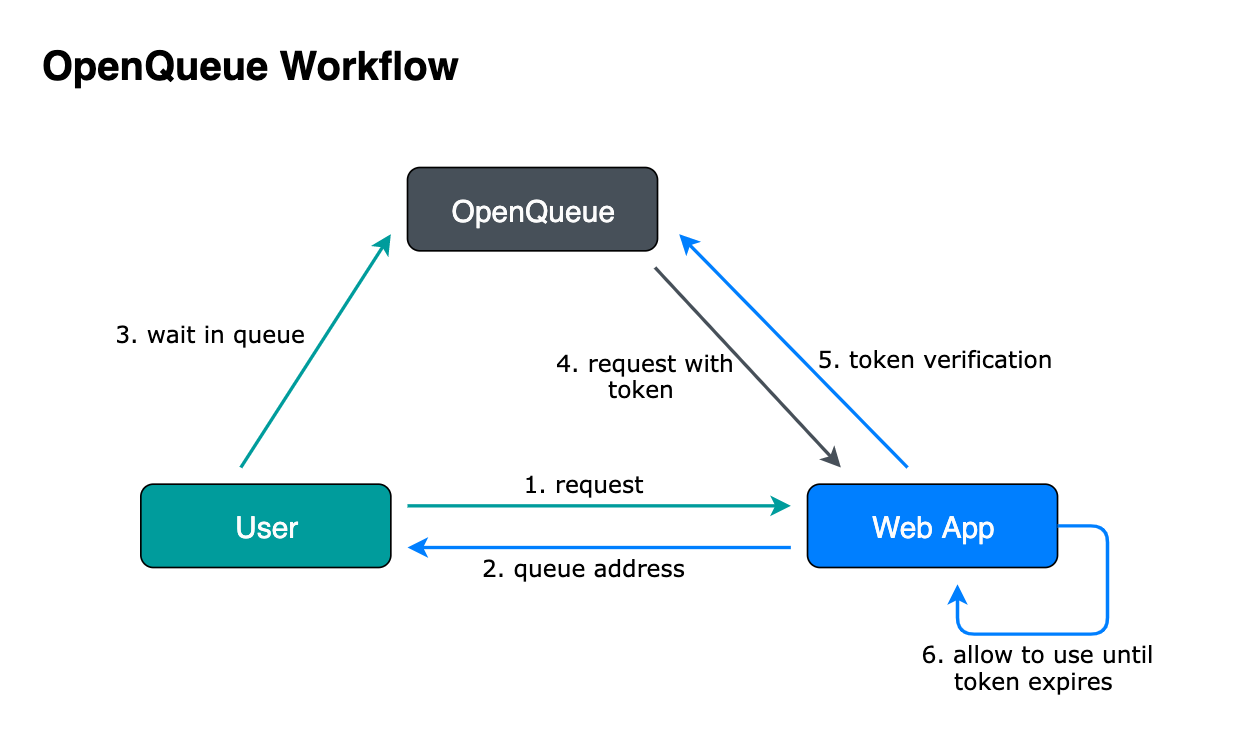 OpenQueue Workflow
OpenQueue
3. wait in queue
4. request with
token
5. token verification
1. request
User
Web App
2. queue address
6. allow to use until
token expires